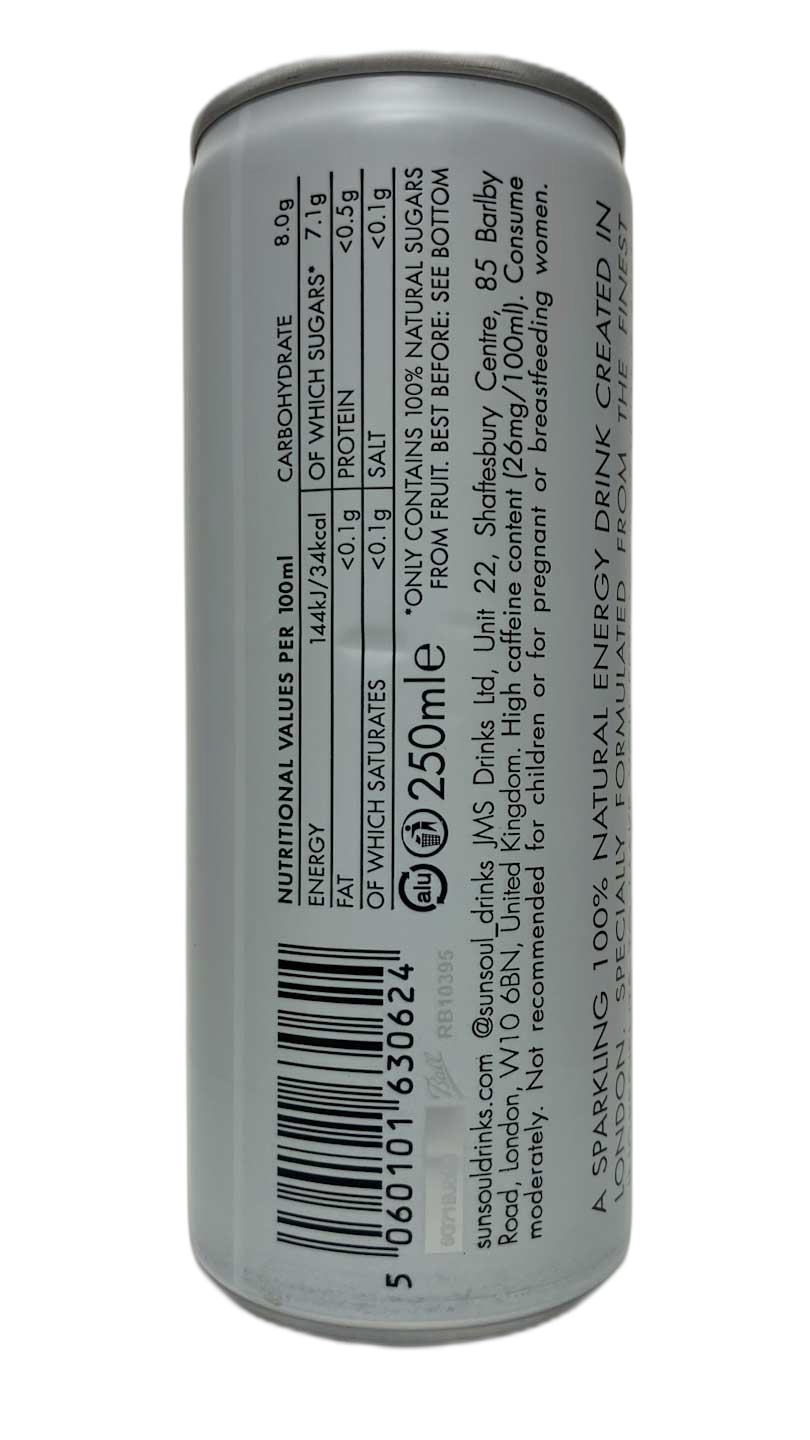 NUTRITIONAL VALUES PER 100ml CARBOHYDRATE 8.0g
ENERGY 144kJ/34kcal OF WHICH SUGARS* 7.1g
FAT <0.1g PROTEIN <0.5g
OF WHICH SATURATES <0.1g SALT <0.1g
alu 250ml e
*ONLY CONTAINS 100% NATURAL SUGARS
FROM FRUIT. BEST BEFORE: SEE BOTTOM
5 060101 630624
Ball RB10395
sunsouldrinks.com @sunsoul_drinks JMS Drinks Ltd, Unit 22, Shaftesbury Centre, 85 Barlby
Road, London, W10 6BN, United Kingdom. High caffeine content (26mg/100ml). Consume
moderately. Not recommended for children or for pregnant or breastfeeding women.
A SPARKLING 100% NATURAL ENERGY DRINK CREATED IN
LONDON. SPECIALLY FORMULATED FROM THE FINEST